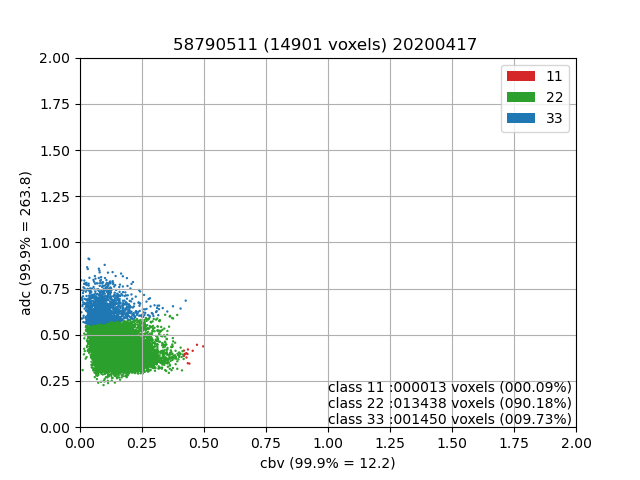 58790511 (14901 voxels) 20200417
2.00
1.75
1.50
1.25
1.00
0.75
0.50
0.25
0.00
adc (99.9% = 263.8)
11
22
33
class 11 :000013 voxels (000.09%)
class 22 :013438 voxels (090.18%)
class 33 :001450 voxels (009.73%)
0.00 0.25 0.50 0.75 1.00 1.25 1.50 1.75 2.00
cbv (99.9% = 12.2)